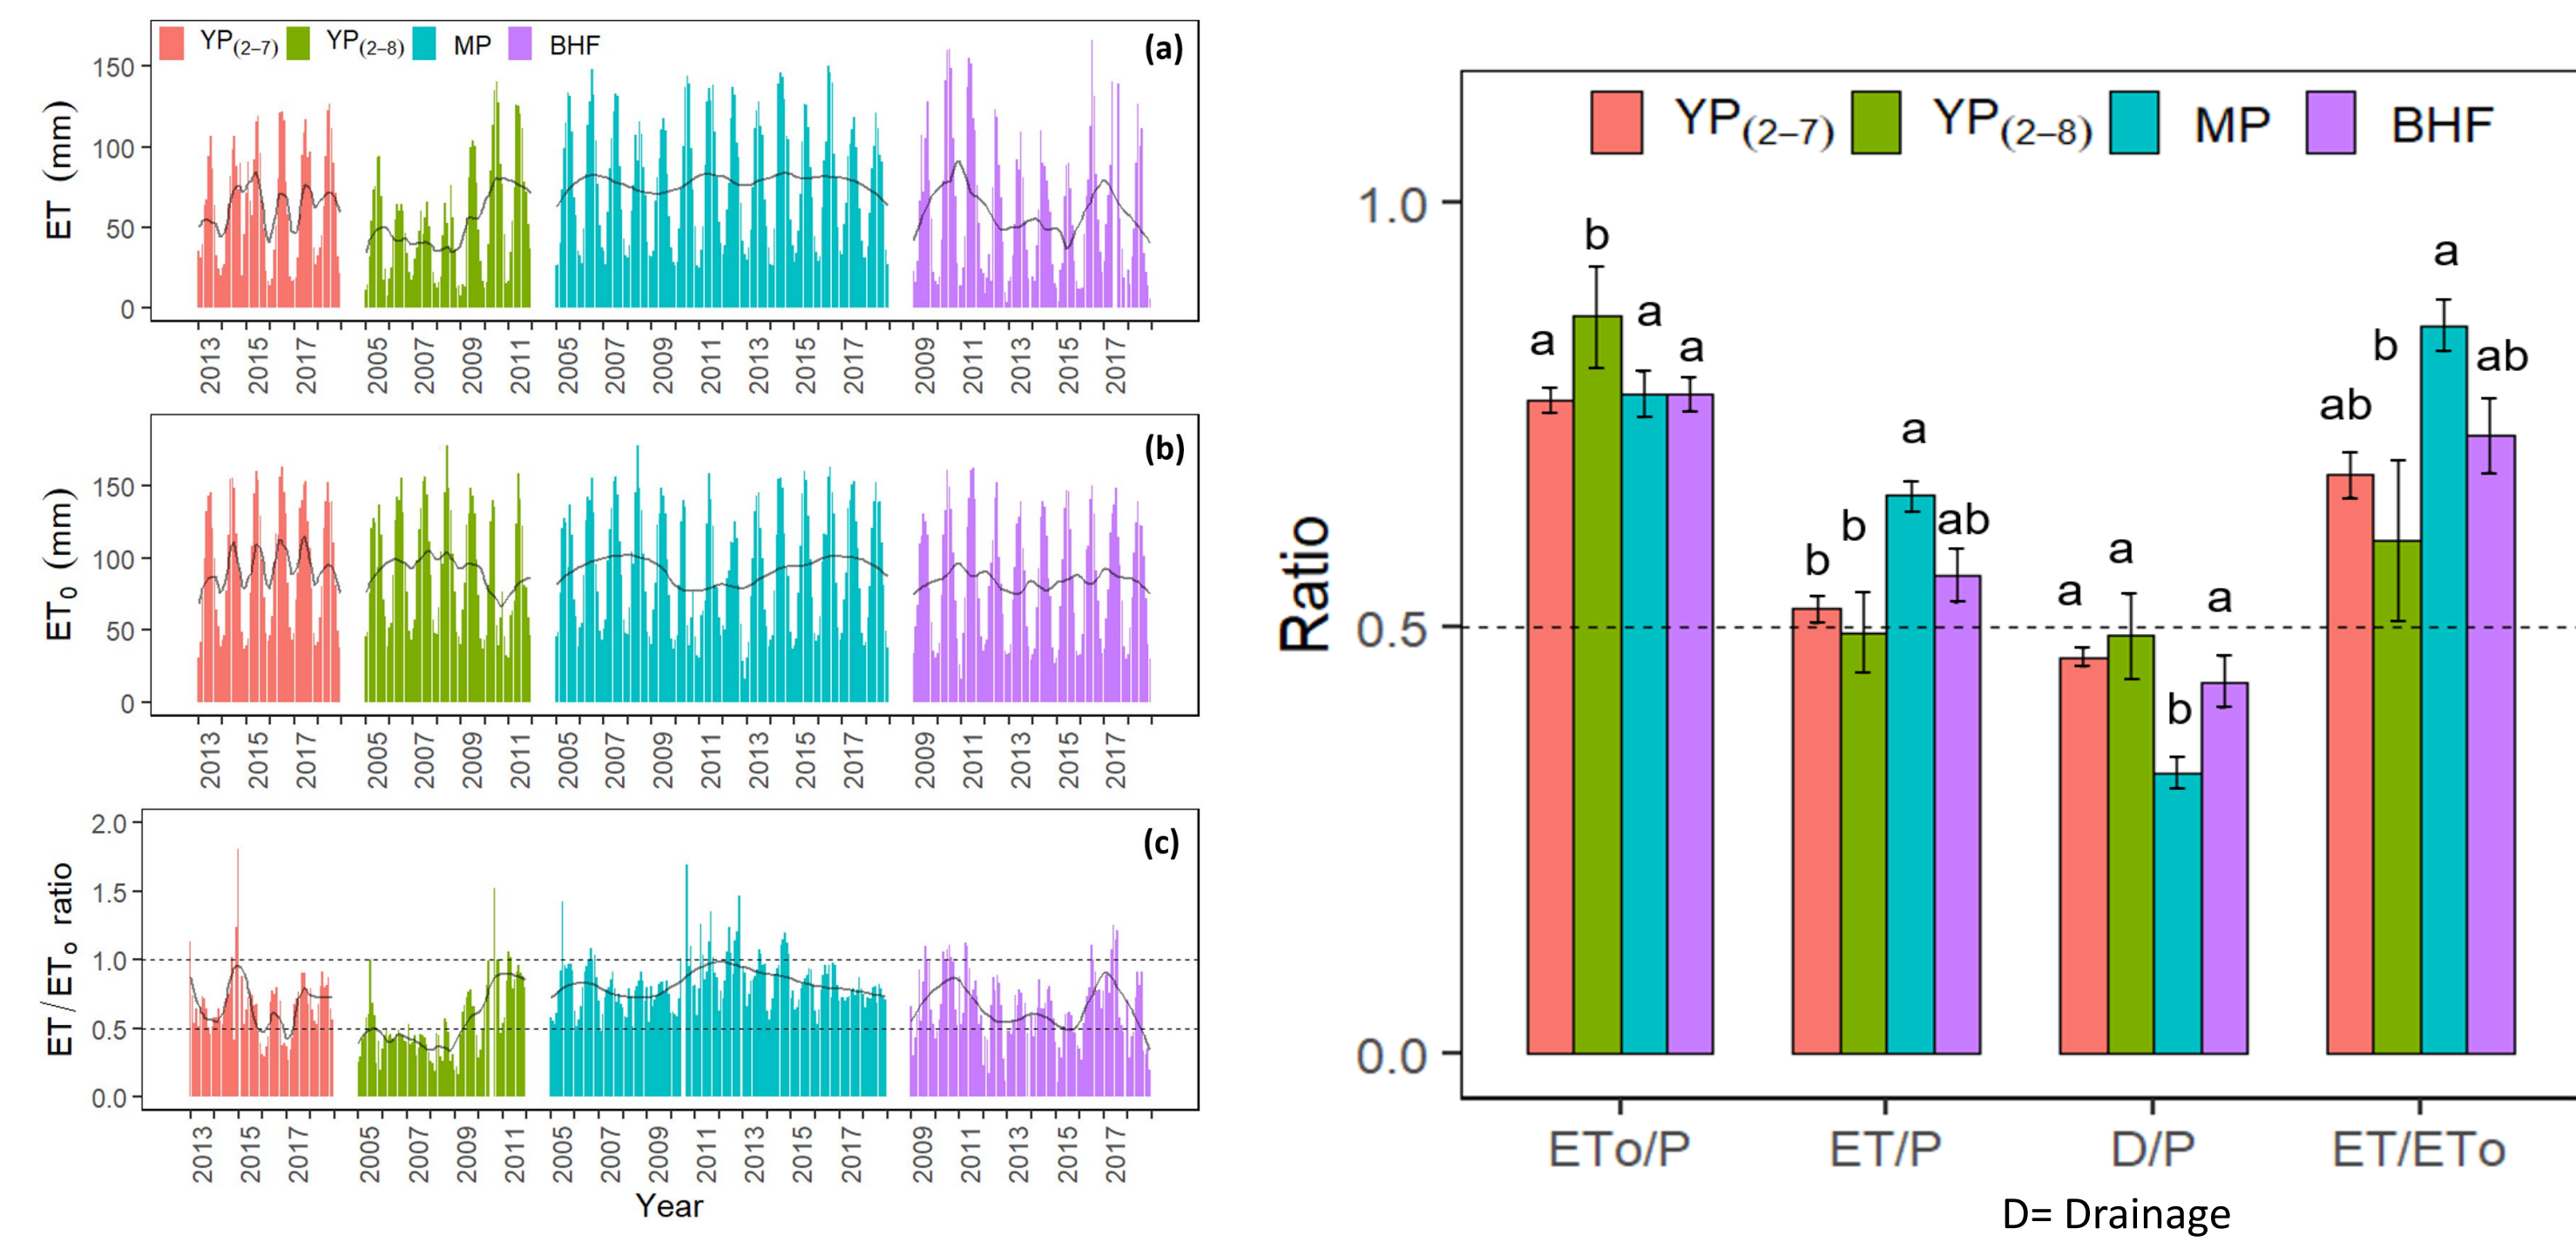 YP(2–7) YP(2–8) MP BHF
(a)
ET (mm)
150
100
50
0
2013 2015 2017 2005 2007 2009 2011 2005 2007 2009 2011 2013 2015 2017 2009 2011 2013 2015 2017
(b)
ET0 (mm)
150
100
50
0
2013 2015 2017 2005 2007 2009 2011 2005 2007 2009 2011 2013 2015 2017 2009 2011 2013 2015 2017
(c)
ET / ETo ratio
2.0
1.5
1.0
0.5
0.0
2013 2015 2017 2005 2007 2009 2011 2005 2007 2009 2011 2013 2015 2017 2009 2011 2013 2015 2017
Year
YP(2–7) YP(2–8) MP BHF
Ratio
1.0
0.5
0.0
a b a a
b b a ab
a a b a
ab b a ab
ETo/P ET/P D/P ET/ETo
D= Drainage